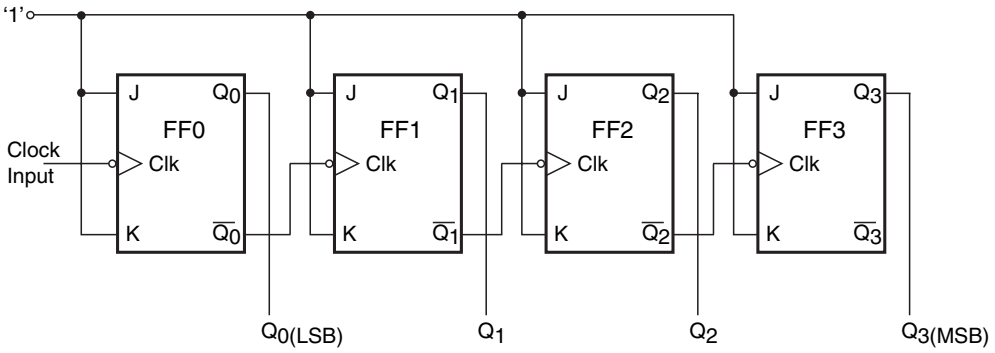 ‘1’
J Q0 J Q1 J Q2 J Q3
FF0 FF1 FF2 FF3
Clock
Input
Clk Clk Clk Clk
K Q̅0̅ K Q̅1̅ K Q̅2̅ K Q̅3̅
Q0(LSB) Q1 Q2 Q3(MSB)